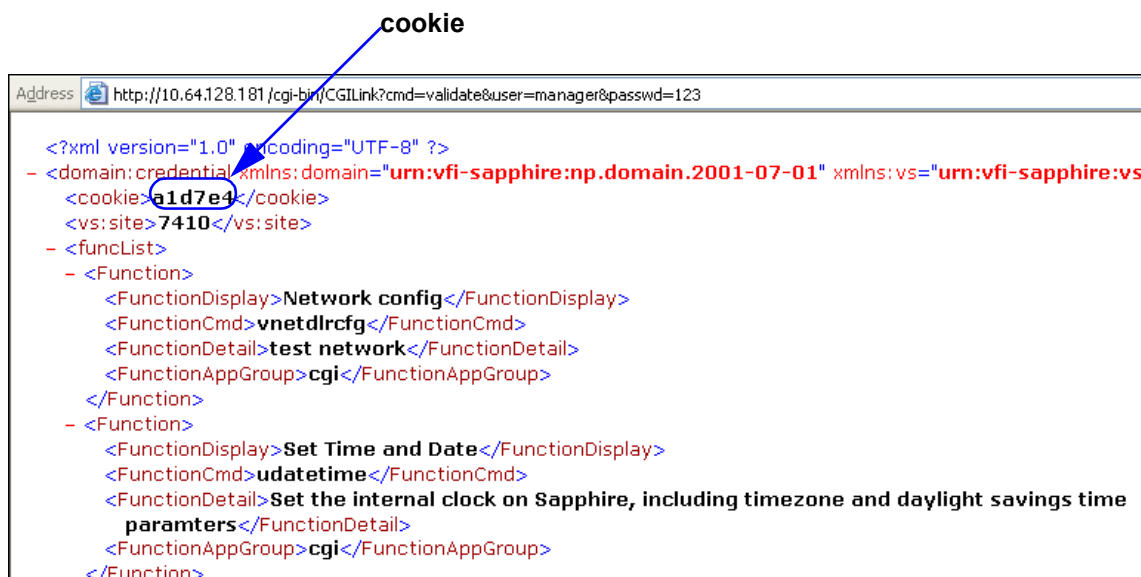 cookie
Address http://10.64.128.181/cgi-bin/CGILink?cmd=validate&user=manager&passwd=123
<?xml version="1.0" encoding="UTF-8" ?>
- <domain:credential xmlns:domain="urn:vfi-sapphire:np.domain.2001-07-01" xmlns:vs="urn:vfi-sapphire:vs
<cookie>a1d7e4</cookie>
<vs:site>7410</vs:site>
- <funcList>
- <Function>
<FunctionDisplay>Network config</FunctionDisplay>
<FunctionCmd>vnetdlrcfg</FunctionCmd>
<FunctionDetail>test network</FunctionDetail>
<FunctionAppGroup>cgi</FunctionAppGroup>
</Function>
- <Function>
<FunctionDisplay>Set Time and Date</FunctionDisplay>
<FunctionCmd>udatetime</FunctionCmd>
<FunctionDetail>Set the internal clock on Sapphire, including timezone and daylight savings time
paramters</FunctionDetail>
<FunctionAppGroup>cgi</FunctionAppGroup>
</Function>